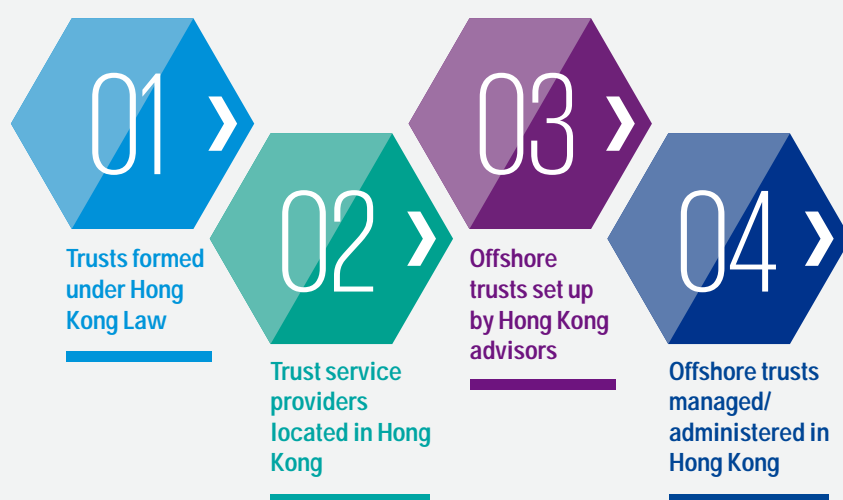 01
Trusts formed
under Hong
Kong Law
02
Trust service
providers
located in Hong
Kong
03
Offshore
trusts set up
by Hong Kong
advisors
04
Offshore trusts
managed/
administered in
Hong Kong